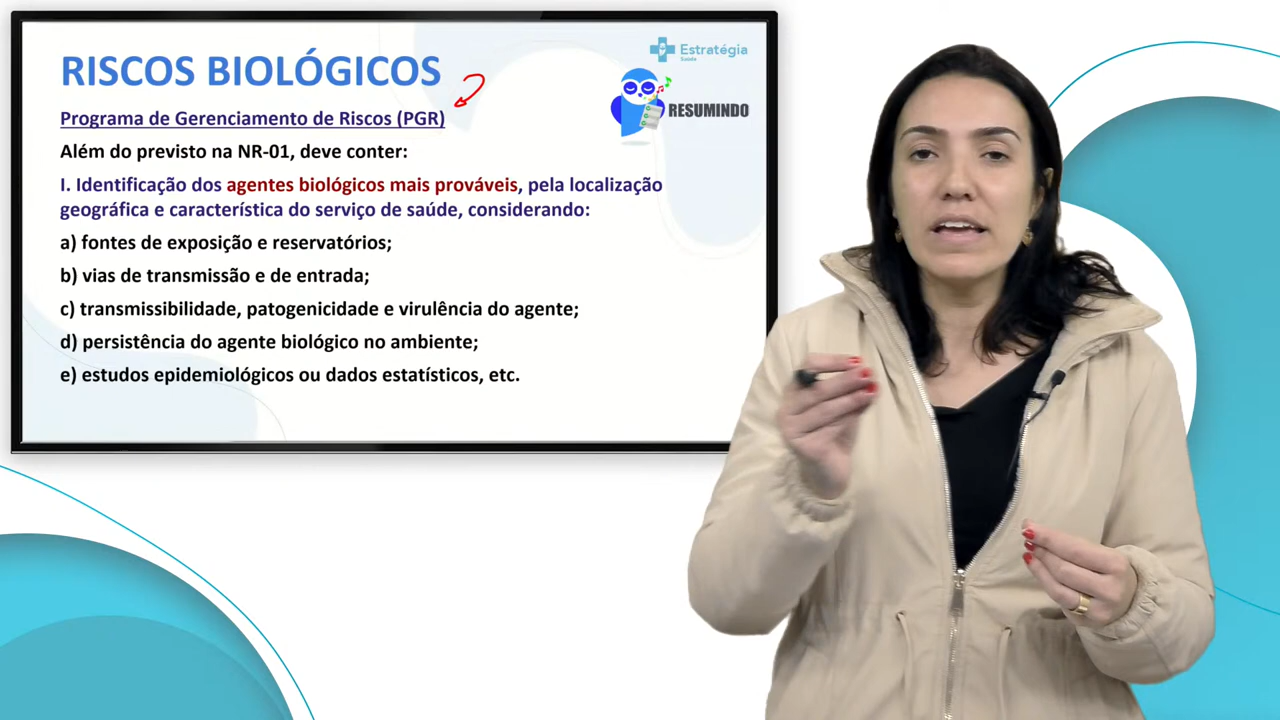 RISCOS BIOLÓGICOS
Estratégia
Saúde
RESUMINDO
Programa de Gerenciamento de Riscos (PGR)
Além do previsto na NR-01, deve conter:
I. Identificação dos agentes biológicos mais prováveis, pela localização
geográfica e característica do serviço de saúde, considerando:
a) fontes de exposição e reservatórios;
b) vias de transmissão e de entrada;
c) transmissibilidade, patogenicidade e virulência do agente;
d) persistência do agente biológico no ambiente;
e) estudos epidemiológicos ou dados estatísticos, etc.